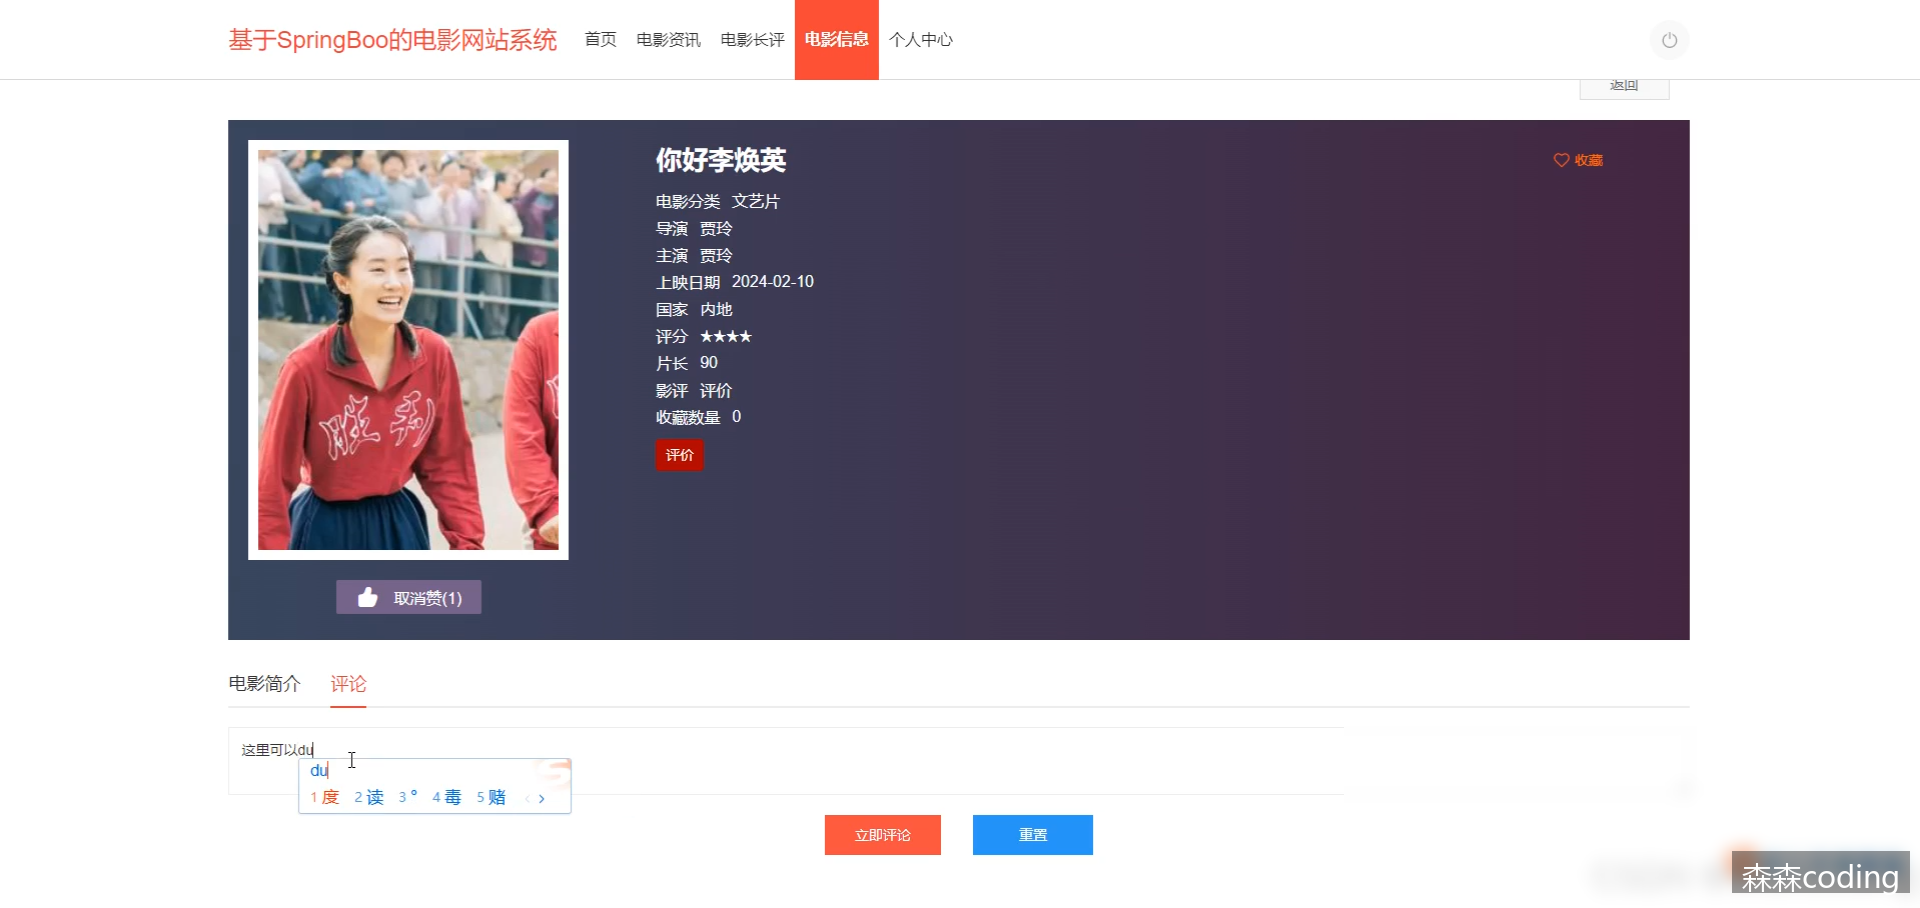 基于SpringBoo的电影网站系统
首页
电影资讯
电影长评
电影信息
个人中心
返回
你好李焕英
收藏
电影分类 文艺片
导演 贾玲
主演 贾玲
上映日期 2024-02-10
国家 内地
评分 ★★★★
片长 90
影评 评价
收藏数量 0
评价
胜利
取消赞(1)
电影简介
评论
这里可以du
du
1 度 2 读 3 ° 4 毒 5 赌
立即评论
重置
森森coding